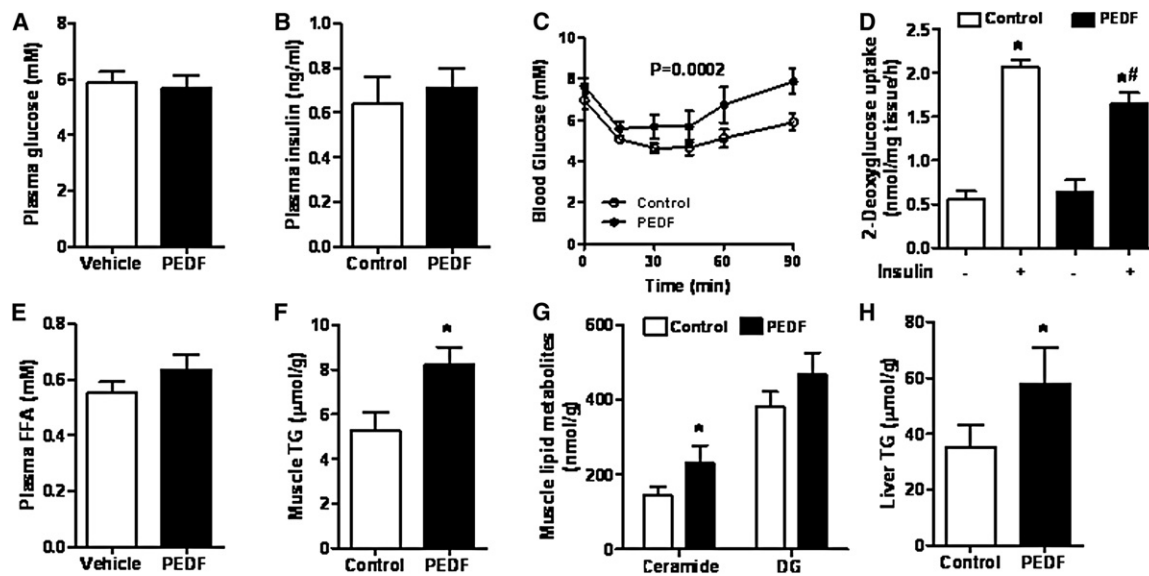 A
Plasma glucose (mM)
8
6
4
2
0
Vehicle PEDF
B
Plasma insulin (ng/ml)
1.0
0.8
0.6
0.4
0.2
0.0
Control PEDF
C
Blood Glucose (mM)
10
8
6
4
2
0
P=0.0002
Control
PEDF
0 30 60 90
Time (min)
D
Control PEDF
2-Deoxyglucose uptake
(nmol/mg tissue/h)
2.5
2.0
1.5
1.0
0.5
0.0
*
*#
Insulin - + - +
E
Plasma FFA (mM)
0.8
0.6
0.4
0.2
0.0
Vehicle PEDF
F
Muscle TG (μmol/g)
10
8
6
4
2
0
*
Control PEDF
G
Control PEDF
Muscle lipid metabolites
(nmol/g)
600
400
200
0
*
Ceramide DG
H
Liver TG (μmol/g)
80
60
40
20
0
*
Control PEDF